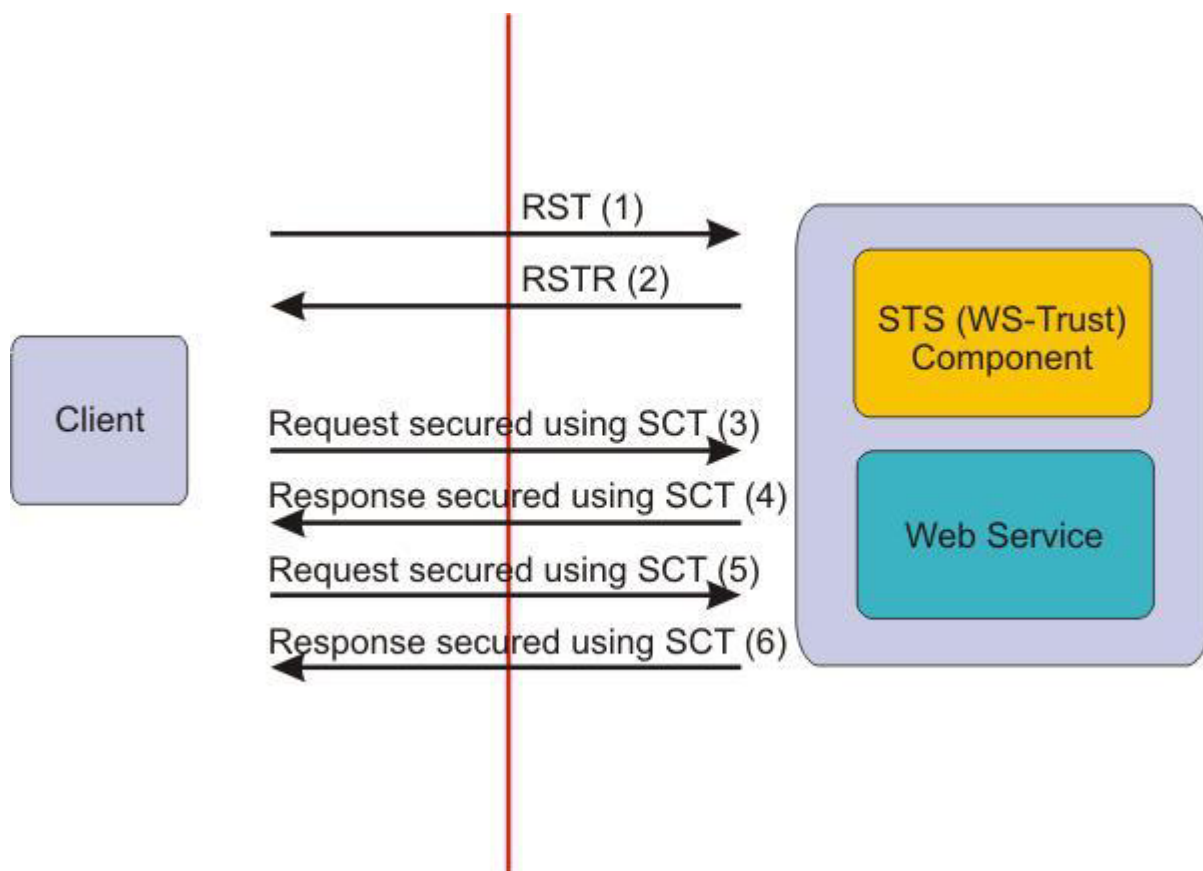 RST (1)
RSTR (2)
STS (WS-Trust)
Component
Client
Request secured using SCT (3)
Response secured using SCT (4)
Web Service
Request secured using SCT (5)
Response secured using SCT (6)